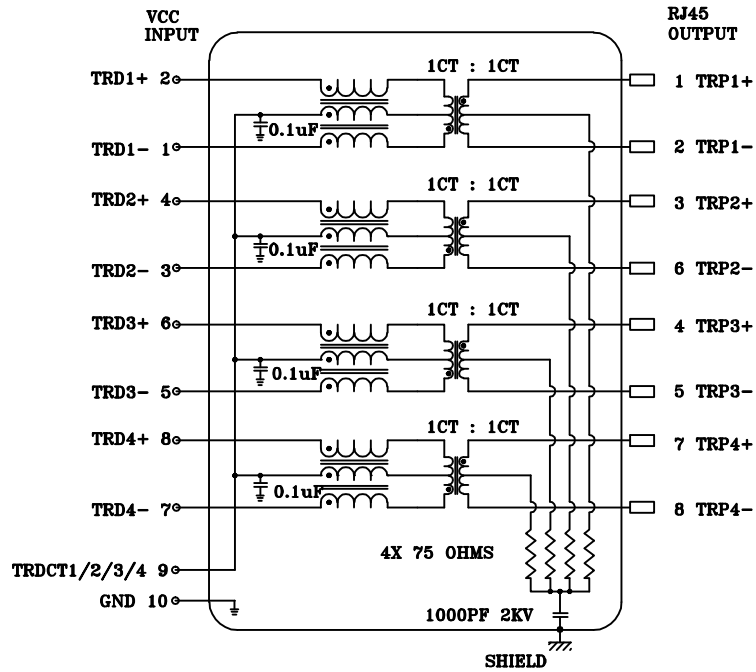 VCC
INPUT
RJ45
OUTPUT
1CT : 1CT
TRD1+ 2
1 TRP1+
0.1uF
TRD1- 1
2 TRP1-
1CT : 1CT
TRD2+ 4
3 TRP2+
0.1uF
TRD2- 3
6 TRP2-
1CT : 1CT
TRD3+ 6
4 TRP3+
0.1uF
TRD3- 5
5 TRP3-
1CT : 1CT
TRD4+ 8
7 TRP4+
0.1uF
TRD4- 7
8 TRP4-
4X 75 OHMS
TRDCT1/2/3/4 9
GND 10
1000PF 2KV
SHIELD